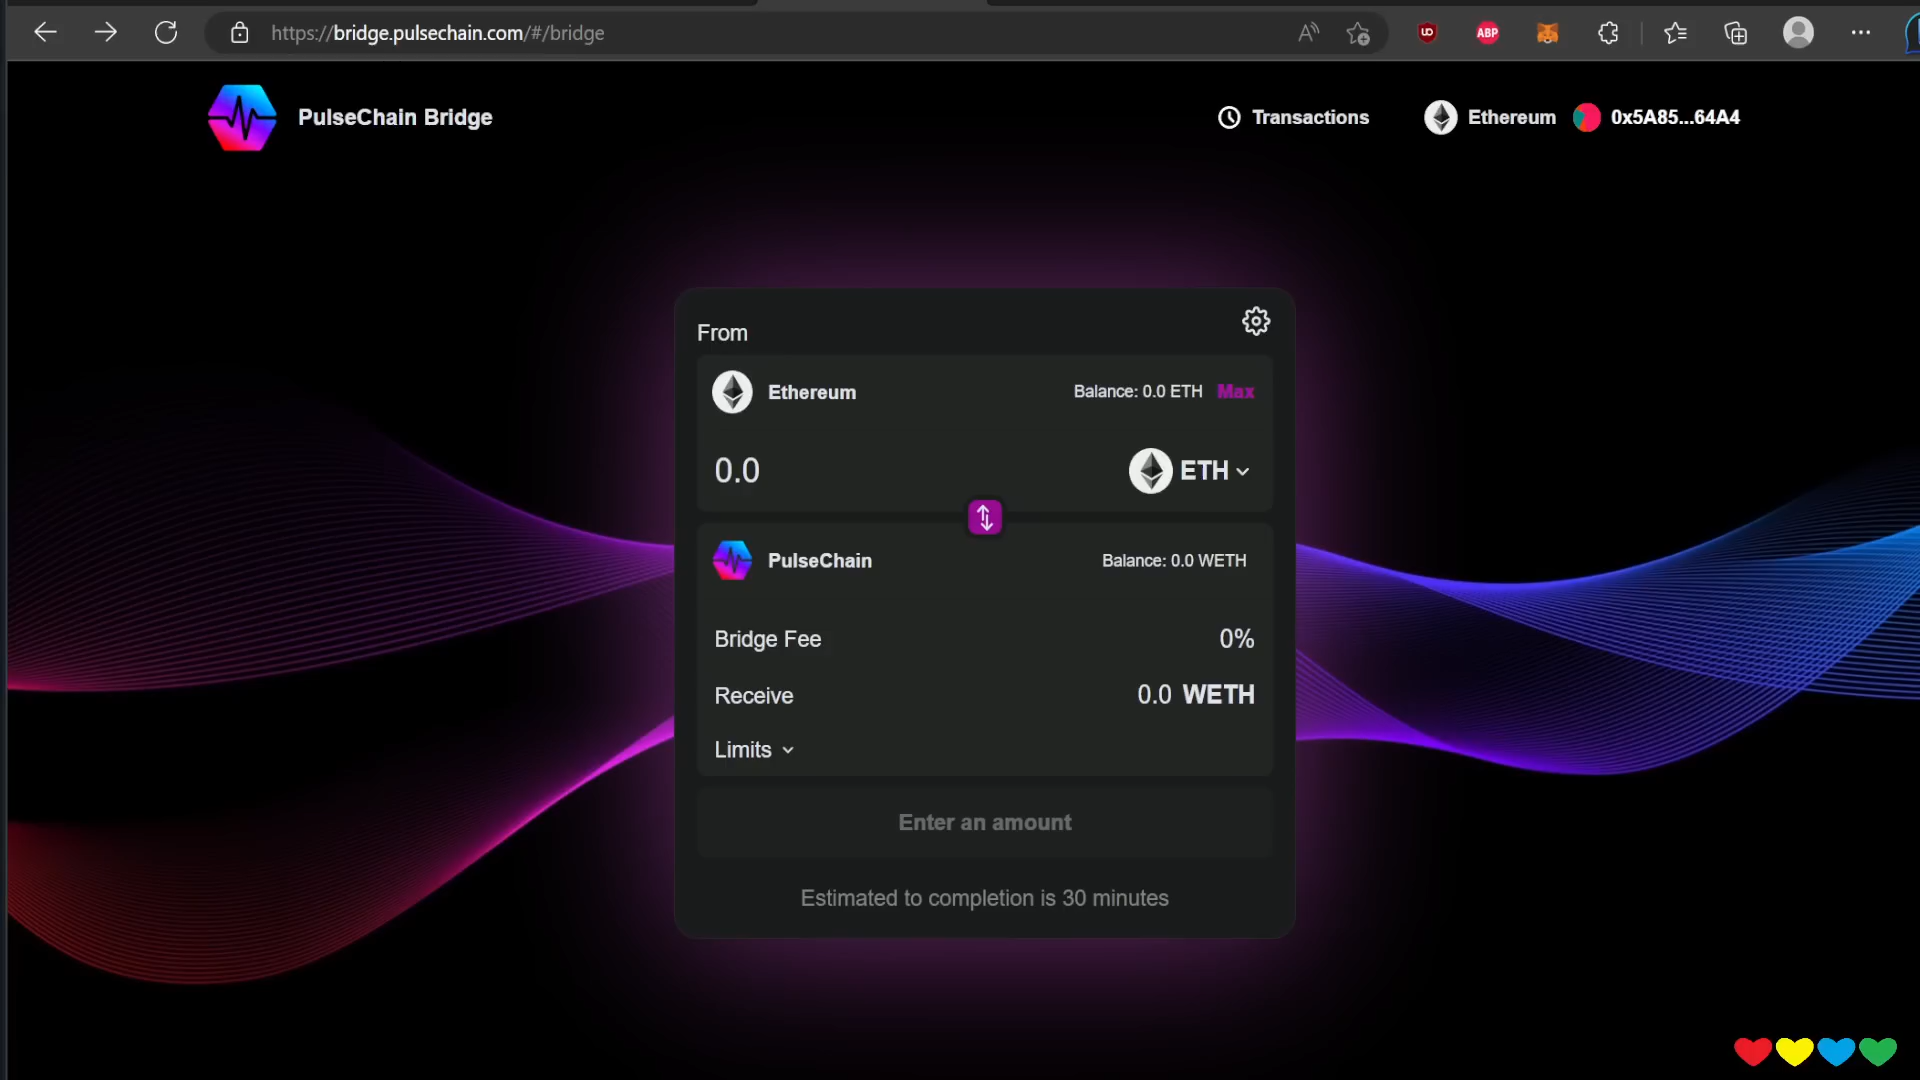 https://bridge.pulsechain.com/#/bridge
UD
ABP
PulseChain Bridge
Transactions
Ethereum
0x5A85...64A4
From
Ethereum
Balance: 0.0 ETH Max
0.0
ETH
PulseChain
Balance: 0.0 WETH
Bridge Fee
0%
Receive
0.0 WETH
Limits
Enter an amount
Estimated to completion is 30 minutes